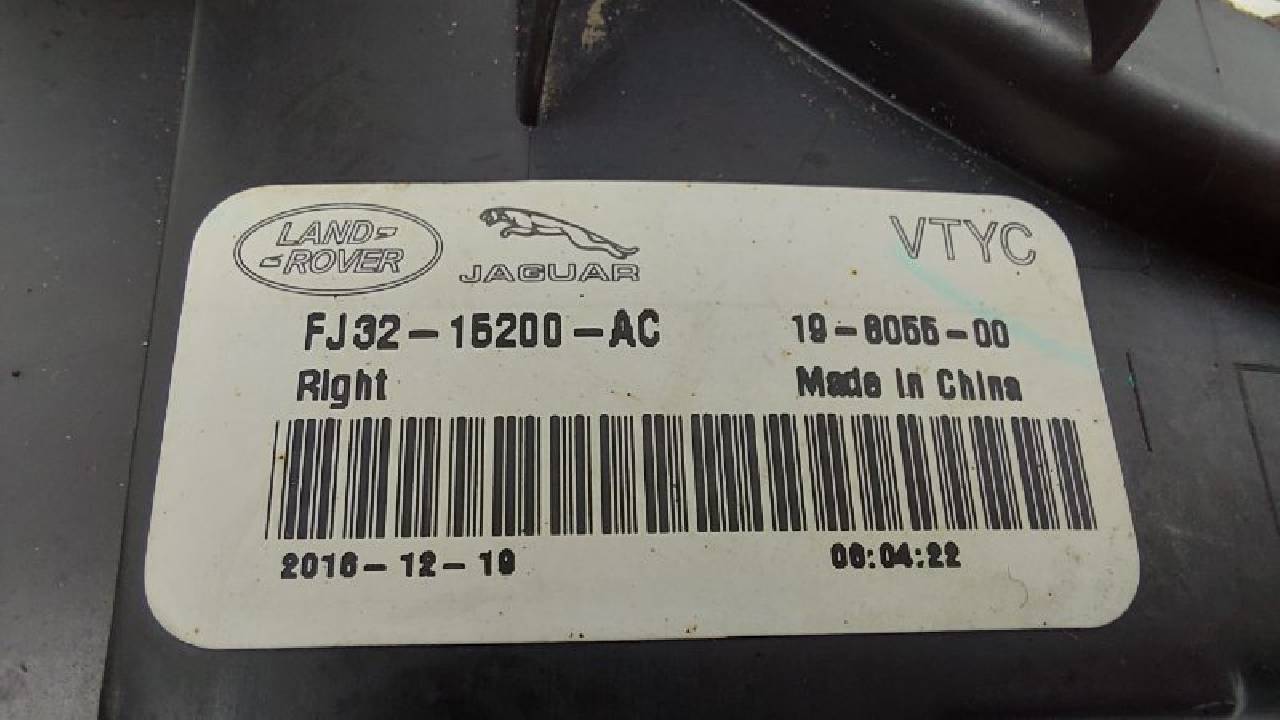 LAND-
-ROVER
JAGUAR
VTYC
FJ32-15200-AC
19-6055-00
Right
Made in China
2016-12-19
06:04:22